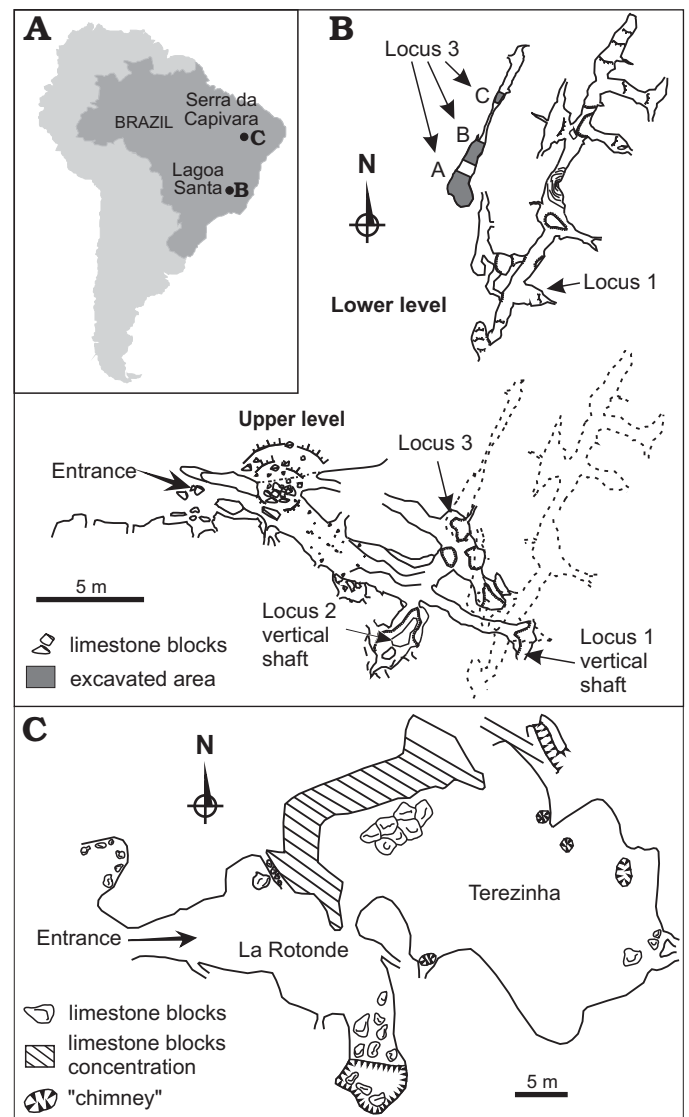 A
BRAZIL
Serra da
Capivara
C
Lagoa
Santa
B
B
Locus 3
C
B
A
N
Lower level
Locus 1
Upper level
Entrance
Locus 3
5 m
Locus 2
vertical
shaft
Locus 1
vertical
shaft
limestone blocks
excavated area
C
N
Terezinha
Entrance
La Rotonde
limestone blocks
limestone blocks
concentration
"chimney"
5 m